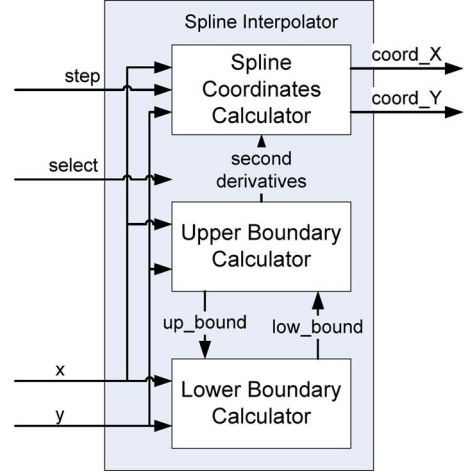 Spline Interpolator
Spline
Coordinates
Calculator
coord_X
coord_Y
step
select
second
derivatives
Upper Boundary
Calculator
up_bound
low_bound
x
y
Lower Boundary
Calculator